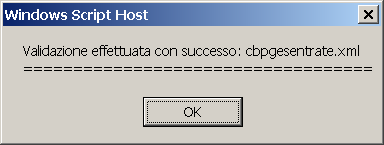 Windows Script Host
Validazione effettuata con successo: cbpgesentrate.xml
===================================
OK